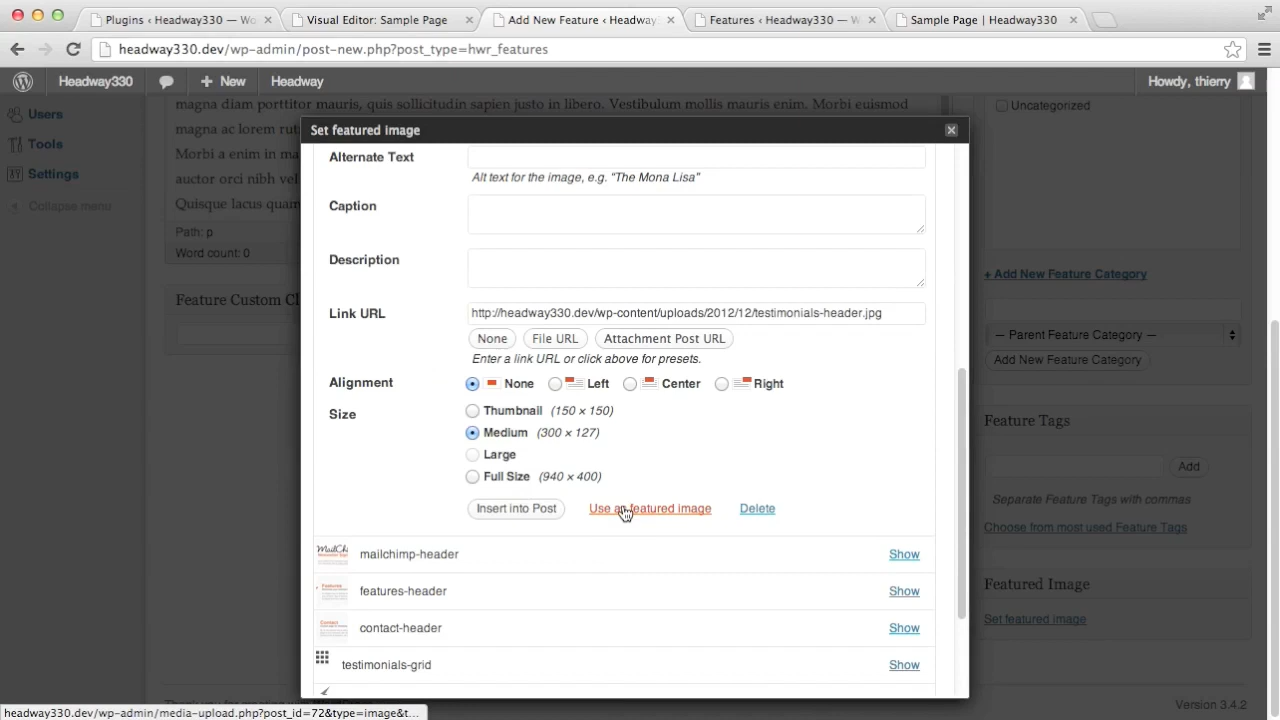 Plugins ‹ Headway330 — Wo
Visual Editor: Sample Page
Add New Feature ‹ Headway
Features ‹ Headway330 — W
Sample Page | Headway330
headway330.dev/wp-admin/post-new.php?post_type=hwr_features
Headway330
New
Headway
Howdy, thierry
Users
Tools
Settings
Collapse menu
magna diam porttitor mauris, quis sollicitudin sapien justo in libero. Vestibulum mollis mauris enim. Morbi euismod
magna ac lorem rut
Morbi a enim in ma
auctor orci nibh vel
Quisque lacus quam
Path: p
Word count: 0
Feature Custom Cl
Set featured image
Alternate Text
Alt text for the image, e.g. “The Mona Lisa”
Caption
Description
Link URL
http://headway330.dev/wp-content/uploads/2012/12/testimonials-header.jpg
None
File URL
Attachment Post URL
Enter a link URL or click above for presets.
Alignment
None
Left
Center
Right
Size
Thumbnail (150 × 150)
Medium (300 × 127)
Large
Full Size (940 × 400)
Insert into Post
Use as featured image
Delete
mailchimp-header
Show
features-header
Show
contact-header
Show
testimonials-grid
Show
Uncategorized
+ Add New Feature Category
— Parent Feature Category —
Add New Feature Category
Feature Tags
Add
Separate Feature Tags with commas
Choose from most used Feature Tags
Featured Image
Set featured image
Version 3.4.2
headway330.dev/wp-admin/media-upload.php?post_id=72&type=image&t...